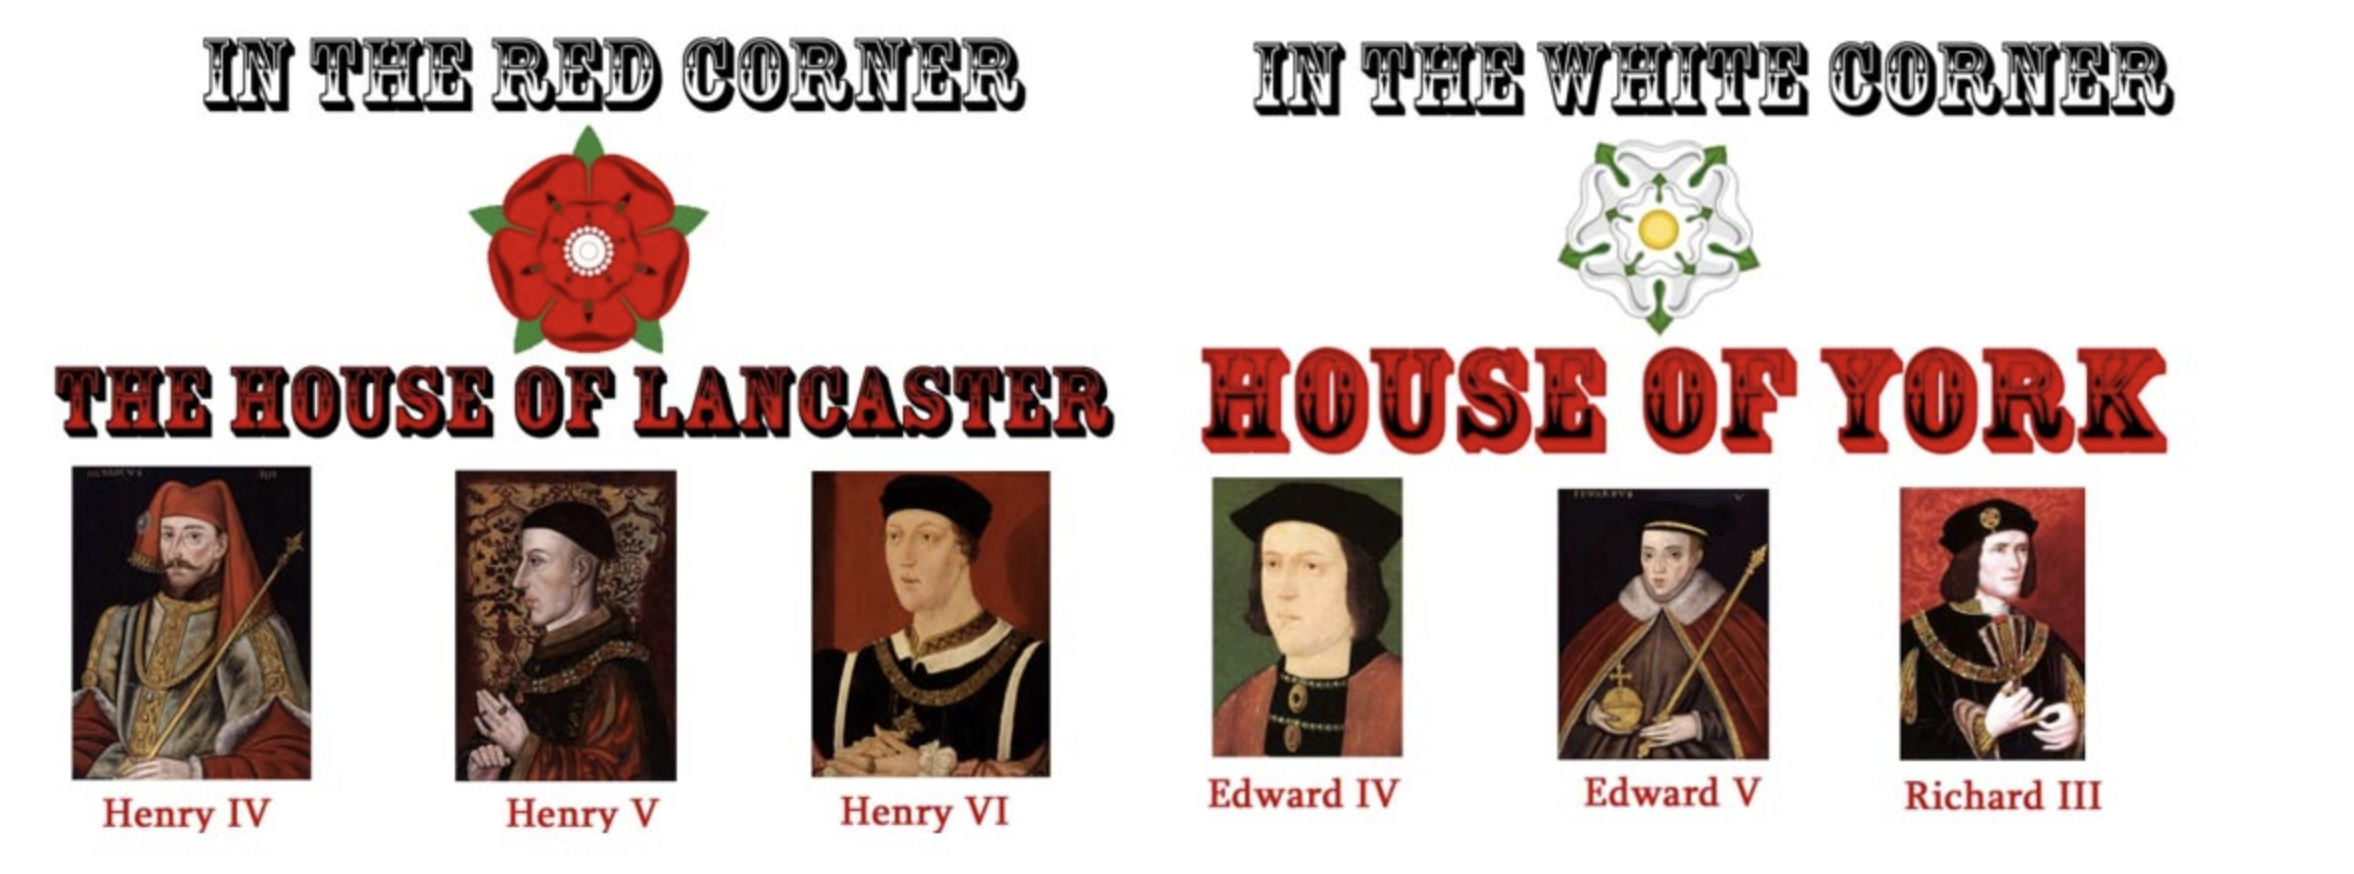 IN THE RED CORNER
THE HOUSE OF LANCASTER
Henry IV
Henry V
Henry VI
IN THE WHITE CORNER
HOUSE OF YORK
EDWARDVS V
Edward IV
Edward V
Richard III